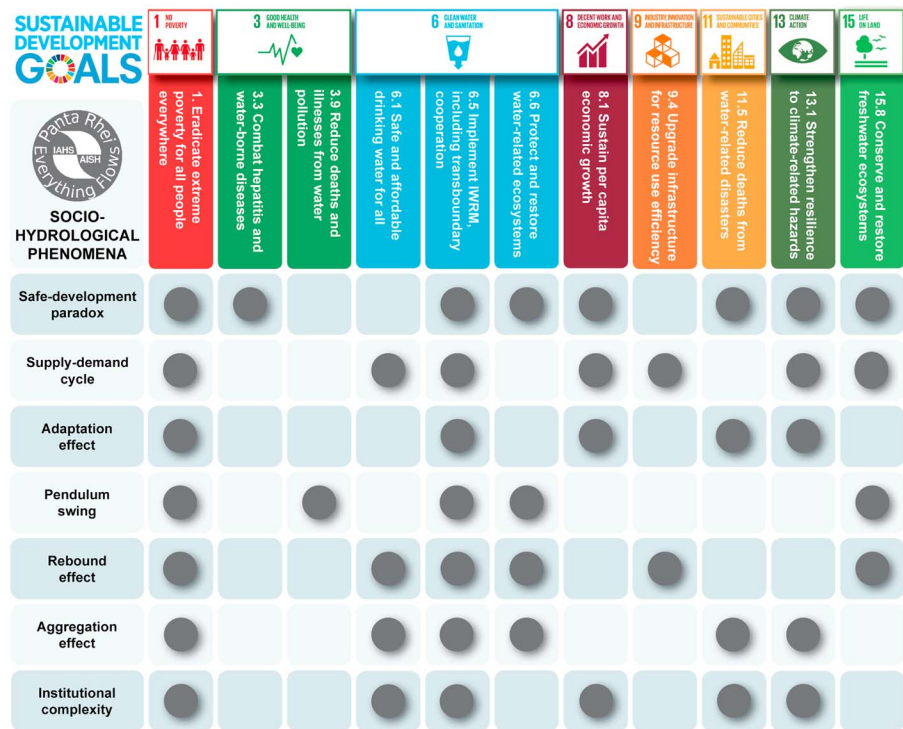 SUSTAINABLE
DEVELOPMENT
GOALS
1 NO
POVERTY
3 GOOD HEALTH
AND WELL-BEING
6 CLEAN WATER
AND SANITATION
8 DECENT WORK AND
ECONOMIC GROWTH
9 INDUSTRY, INNOVATION
AND INFRASTRUCTURE
11 SUSTAINABLE CITIES
AND COMMUNITIES
13 CLIMATE
ACTION
15 LIFE
ON LAND
Panta Rhei
IAHS
AISH
Everything Flows
SOCIO-
HYDROLOGICAL
PHENOMENA
1. Eradicate extreme
poverty for all people
everywhere
3.3 Combat hepatitis and
water-borne diseases
3.9 Reduce deaths and
illnesses from water
pollution
6.1 Safe and affordable
drinking water for all
6.5 Implement IWRM,
including transboundary
cooperation
6.6 Protect and restore
water-related ecosystems
8.1 Sustain per capita
economic growth
9.4 Upgrade infrastructure
for resource use efficiency
11.5 Reduce deaths from
water-related disasters
13.1 Strengthen resilience
to climate-related hazards
15.8 Conserve and restore
freshwater ecosystems
Safe-development
paradox
Supply-demand
cycle
Adaptation
effect
Pendulum
swing
Rebound
effect
Aggregation
effect
Institutional
complexity